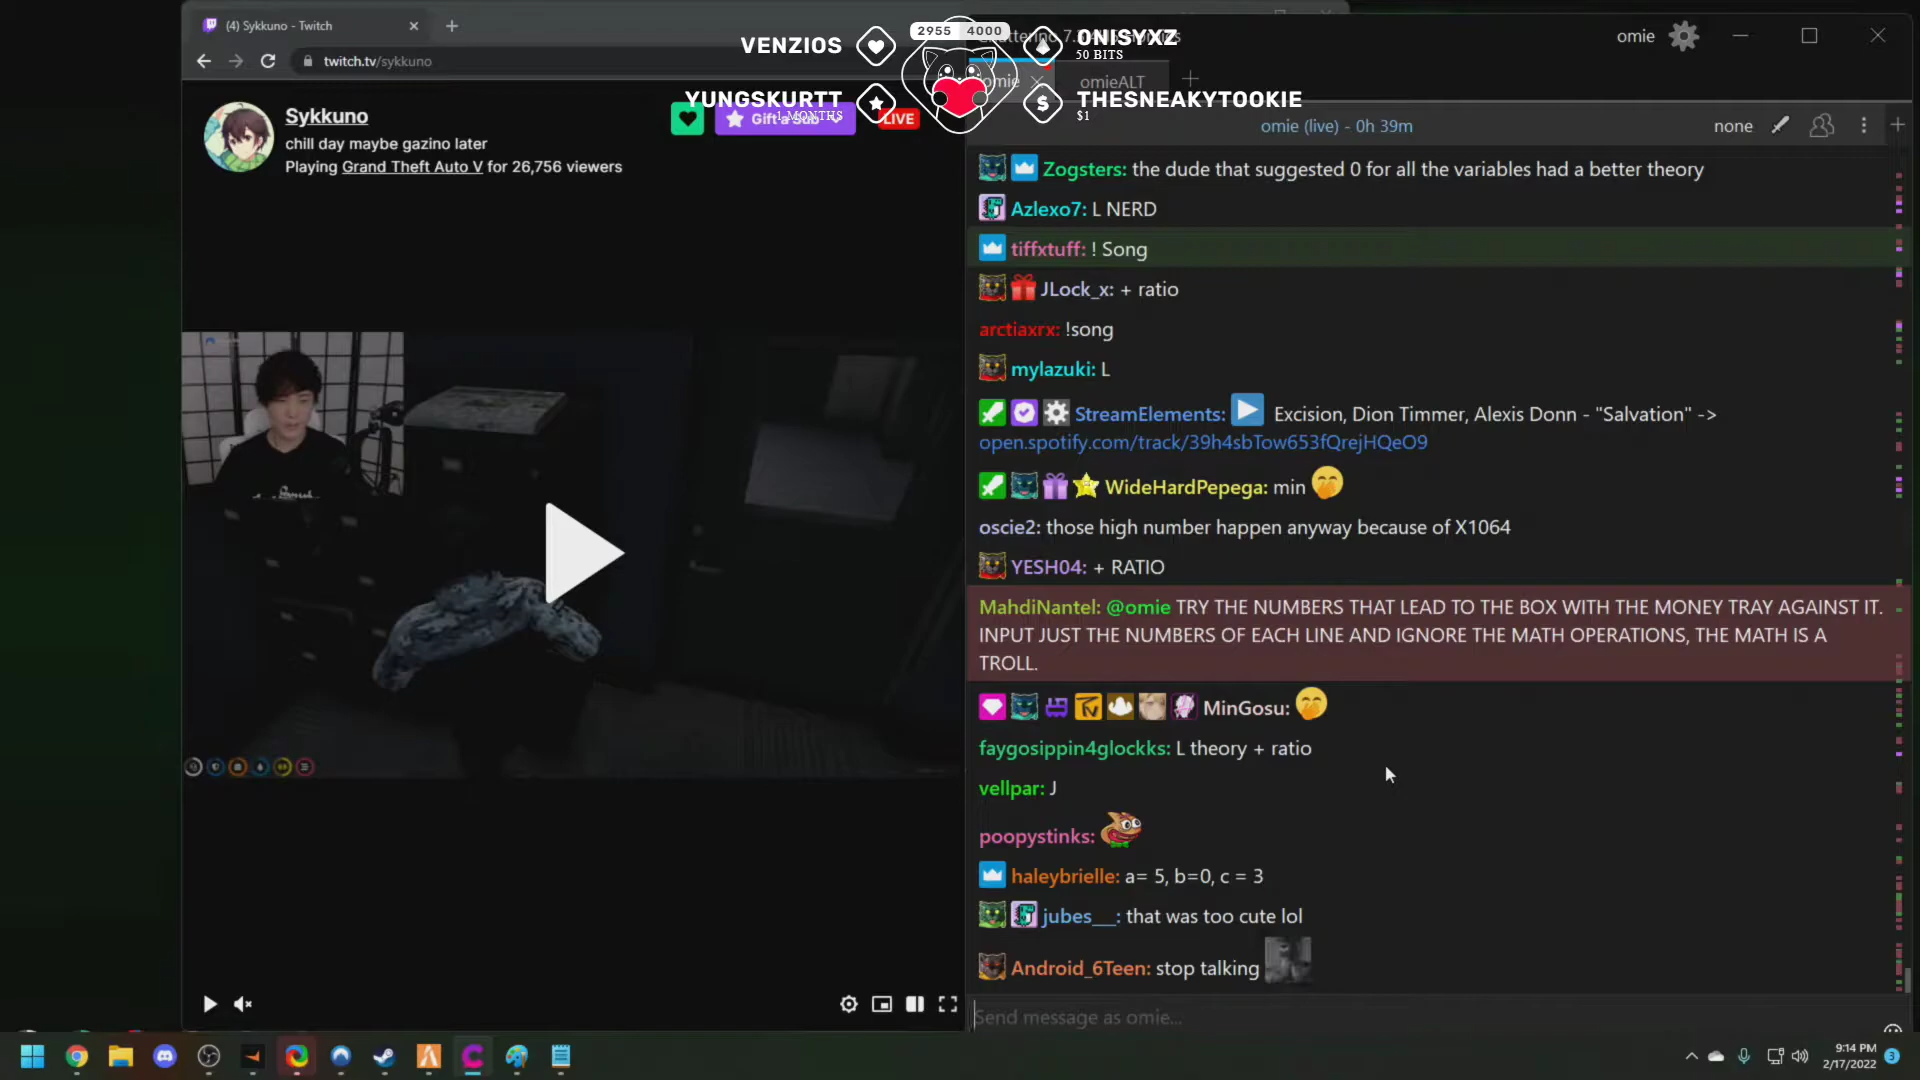 (4) Sykkuno - Twitch
twitch.tv/sykkuno
VENZIOS
2955 4000
ONISYXZ
50 BITS
YUNGSKURTT
THESNEAKYTOOKIE
$1
omie
omie
omieALT
Sykkuno
chill day maybe gazino later
Playing Grand Theft Auto V for 26,756 viewers
Gift a Sub
LIVE
omie (live) - 0h 39m
none
Zogsters: the dude that suggested 0 for all the variables had a better theory
Azlexo7: L NERD
tiffxtuff: ! Song
JLock_x: + ratio
arctiaxrx: !song
mylazuki: L
StreamElements: Excision, Dion Timmer, Alexis Donn - "Salvation" ->
open.spotify.com/track/39h4sbTow653fQrejHQeO9
WideHardPepega: min
oscie2: those high number happen anyway because of X1064
YESH04: + RATIO
MahdiNantel: @omie TRY THE NUMBERS THAT LEAD TO THE BOX WITH THE MONEY TRAY AGAINST IT.
INPUT JUST THE NUMBERS OF EACH LINE AND IGNORE THE MATH OPERATIONS, THE MATH IS A
TROLL.
MinGosu:
faygosippin4glockks: L theory + ratio
vellpar: J
poopystinks:
haleybrielle: a= 5, b=0, c = 3
jubes__: that was too cute lol
Android_6Teen: stop talking
Send message as omie...
9:14 PM
2/17/2022
3